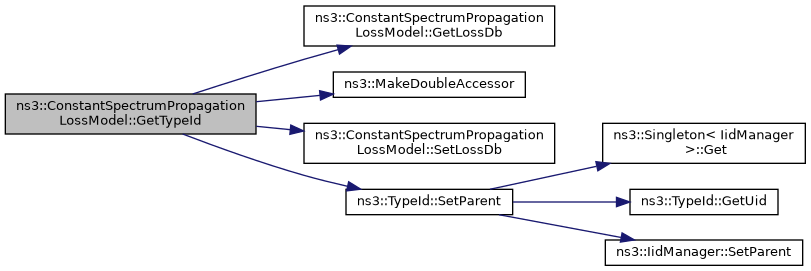 ns3::ConstantSpectrumPropagation
LossModel::GetTypeId
ns3::ConstantSpectrumPropagation
LossModel::GetLossDb
ns3::MakeDoubleAccessor
ns3::ConstantSpectrumPropagation
LossModel::SetLossDb
ns3::TypeId::SetParent
ns3::Singleton< IidManager
>::Get
ns3::TypeId::GetUid
ns3::IidManager::SetParent